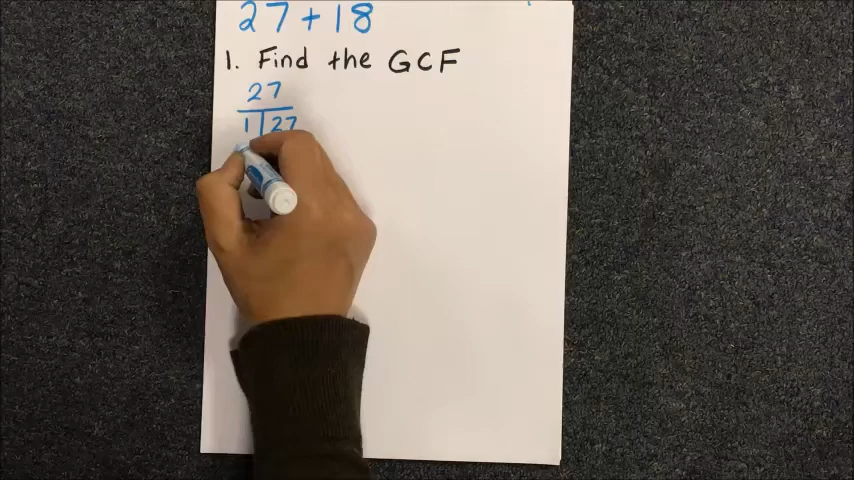 27 + 18
1. Find the GCF
27
1 | 27